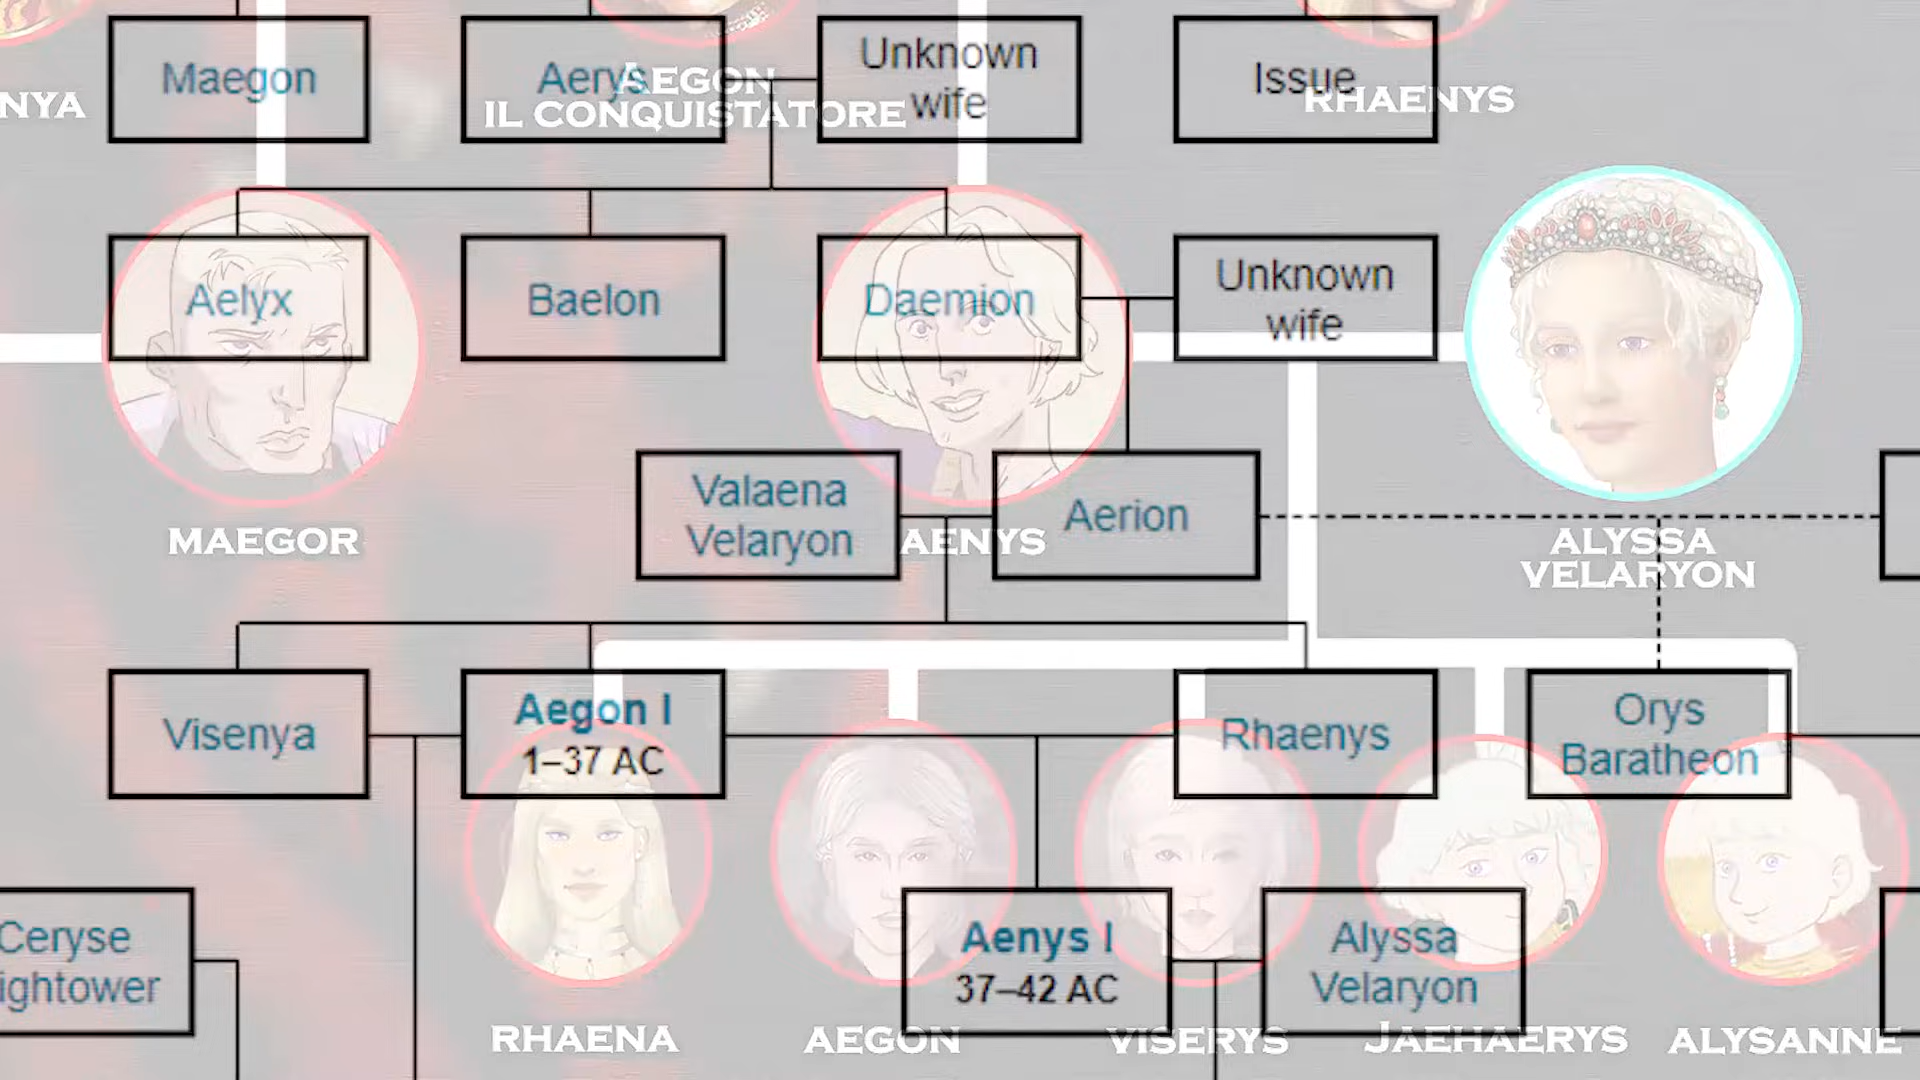 Maegon
Aerys
Unknown
wife
Issue
NYA
AEGON
IL CONQUISTATORE
RHAENYS
Aelyx
Baelon
Daemion
Unknown
wife
Valaena
Velaryon
Aerion
MAEGOR
AENYS
ALYSSA
VELARYON
Visenya
Aegon I
1–37 AC
Rhaenys
Orys
Baratheon
Ceryse
ightower
Aenys I
37–42 AC
Alyssa
Velaryon
RHAENA
AEGON
VISERYS
JAEHAERYS
ALYSANNE